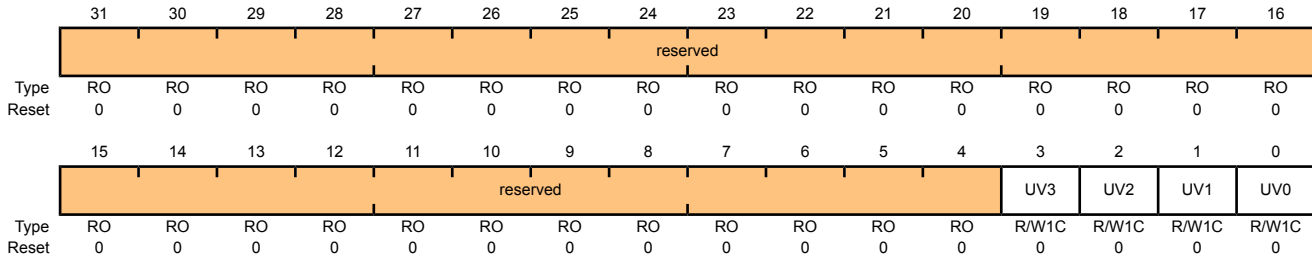 31 30 29 28 27 26 25 24 23 22 21 20 19 18 17 16
reserved
Type RO RO RO RO RO RO RO RO RO RO RO RO RO RO RO RO
Reset 0 0 0 0 0 0 0 0 0 0 0 0 0 0 0 0
15 14 13 12 11 10 9 8 7 6 5 4 3 2 1 0
reserved UV3 UV2 UV1 UV0
Type RO RO RO RO RO RO RO RO RO RO RO RO R/W1C R/W1C R/W1C R/W1C
Reset 0 0 0 0 0 0 0 0 0 0 0 0 0 0 0 0